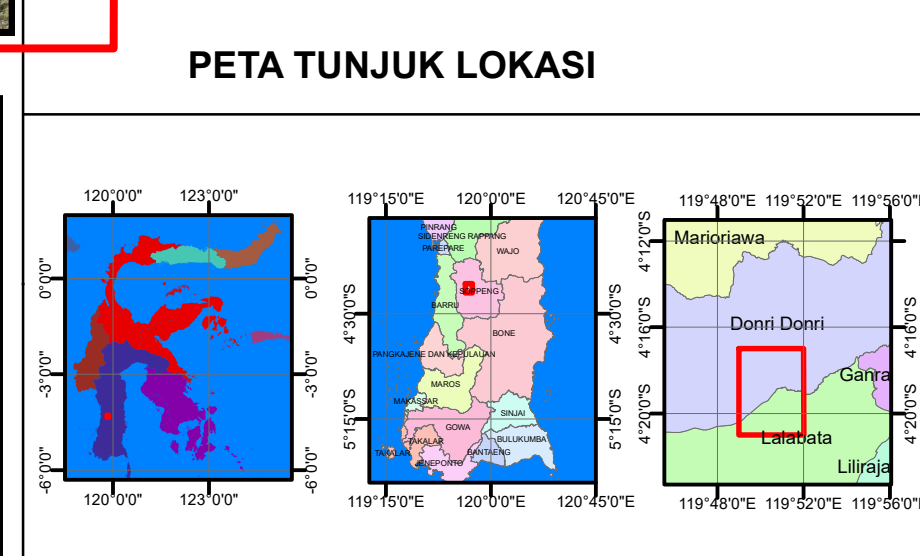 PETA TUNJUK LOKASI
120°0'0" 123°0'0"
0°0'0"
-3°0'0"
-6°0'0"
0°0'0"
-3°0'0"
-6°0'0"
120°0'0" 123°0'0"
119°15'0"E 120°0'0"E 120°45'0"E
4°30'0"S
5°15'0"S
PINRANG
SIDENRENG RAPPANG
PAREPARE
WAJO
SOPPENG
BARRU
BONE
PANGKAJENE DAN KEPULAUAN
MAROS
MAKASSAR
SINJAI
GOWA
TAKALAR
BULUKUMBA
TAKALAR
BANTAENG
JENEPONTO
4°30'0"S
5°15'0"S
119°15'0"E 120°0'0"E 120°45'0"E
119°48'0"E 119°52'0"E 119°56'0"E
4°12'0"S
4°16'0"S
4°20'0"S
Marioriawa
Donri Donri
Ganra
Lalabata
Liliraja
4°16'0"S
4°20'0"S
119°48'0"E 119°52'0"E 119°56'0"E